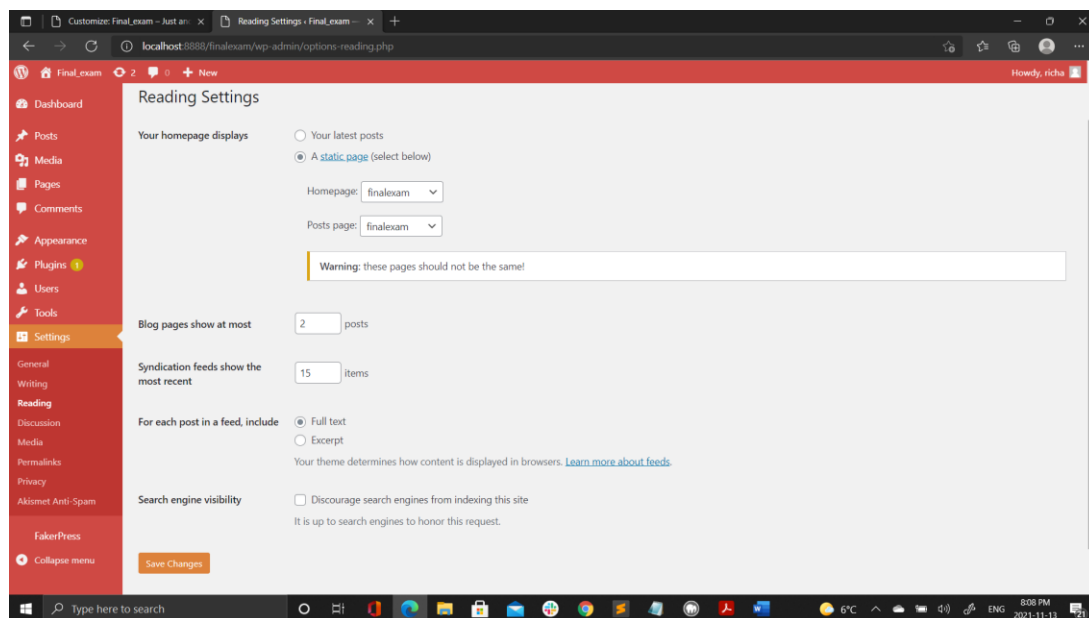 Customize: Final_exam – Just an
Reading Settings ‹ Final_exam —
localhost:8888/finalexam/wp-admin/options-reading.php
Final_exam 2 0 New
Howdy, richa
Dashboard
Posts
Media
Pages
Comments
Appearance
Plugins 1
Users
Tools
Settings
General
Writing
Reading
Discussion
Media
Permalinks
Privacy
Akismet Anti-Spam
FakerPress
Collapse menu
Reading Settings
Your homepage displays
Your latest posts
A static page (select below)
Homepage: finalexam
Posts page: finalexam
Warning: these pages should not be the same!
Blog pages show at most
2 posts
Syndication feeds show the
most recent
15 items
For each post in a feed, include
Full text
Excerpt
Your theme determines how content is displayed in browsers. Learn more about feeds.
Search engine visibility
Discourage search engines from indexing this site
It is up to search engines to honor this request.
Save Changes
Type here to search
6°C
ENG
8:08 PM
2021-11-13
21